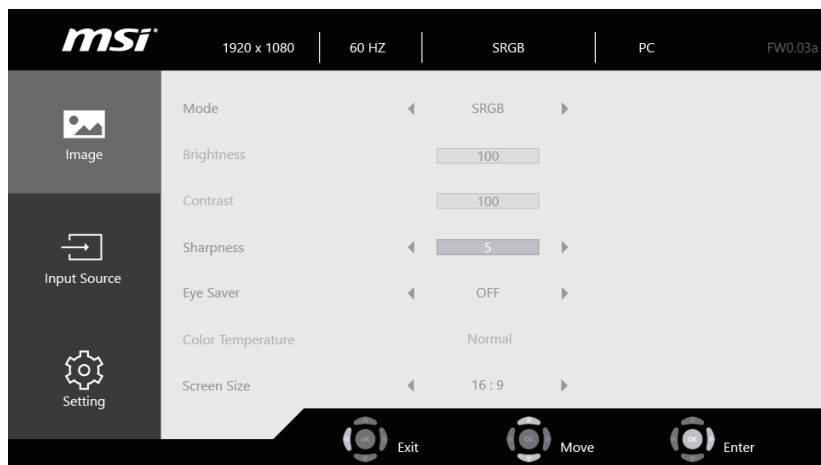 msi 1920 x 1080 60 HZ SRGB PC FW0.03a
Image
Input Source
Setting
Mode SRGB
Brightness 100
Contrast 100
Sharpness 5
Eye Saver OFF
Color Temperature Normal
Screen Size 16 : 9
OK Exit OK Move OK Enter